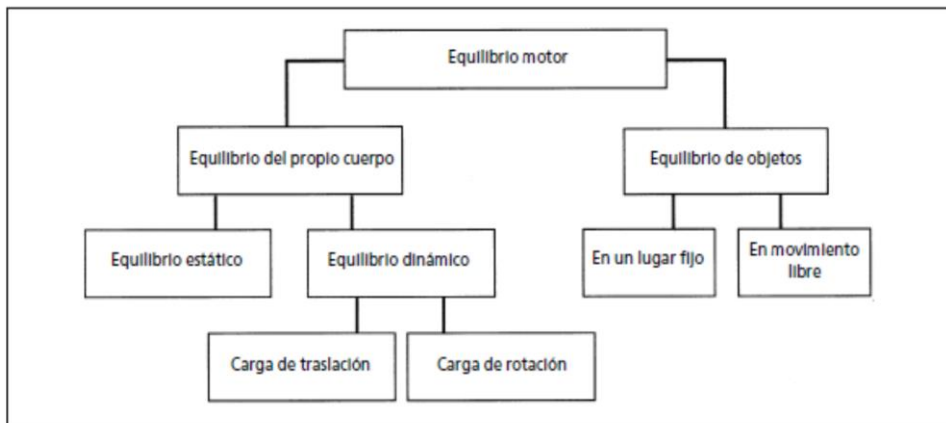 Equilibrio motor
Equilibrio del propio cuerpo
Equilibrio de objetos
Equilibrio estático
Equilibrio dinámico
En un lugar fijo
En movimiento
libre
Carga de traslación
Carga de rotación